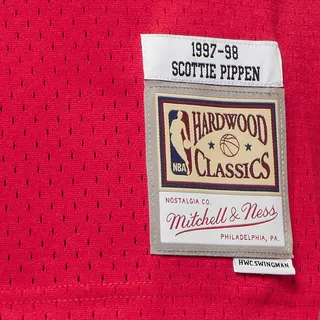 1997-98
SCOTTIE PIPPEN
HARDWOOD
NBA
CLASSICS
NOSTALGIA CO.
Mitchell & Ness
PHILADELPHIA, PA.
HWC SWINGMAN